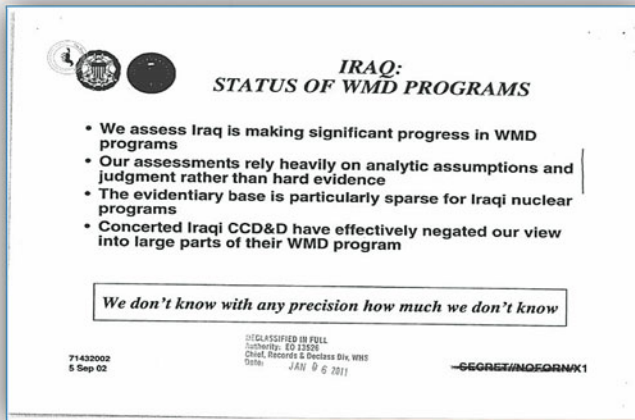 IRAQ:
STATUS OF WMD PROGRAMS
• We assess Iraq is making significant progress in WMD
programs
• Our assessments rely heavily on analytic assumptions and
judgment rather than hard evidence
• The evidentiary base is particularly sparse for Iraqi nuclear
programs
• Concerted Iraqi CCD&D have effectively negated our view
into large parts of their WMD program
We don't know with any precision how much we don't know
DECLASSIFIED IN FULL
Authority: EO 13526
Chief, Records & Declass Div, WHS
Date: JAN 06 2011
71432002
5 Sep 02
SECRET//NOFORN/X1